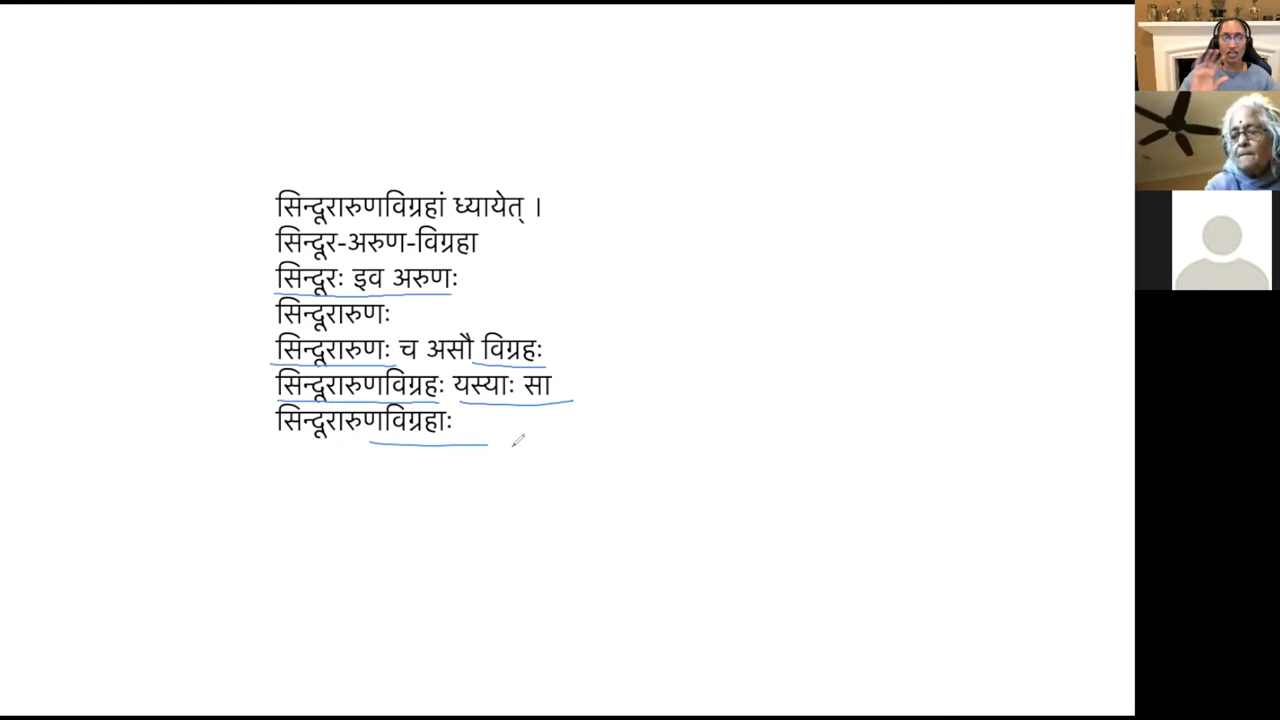 सिन्दूरारुणविग्रहां ध्यायेत् ।
सिन्दूर-अरुण-विग्रहा
सिन्दूरः इव अरुणः
सिन्दूरारुणः
सिन्दूरारुणः च असौ विग्रहः
सिन्दूरारुणविग्रहः यस्याः सा
सिन्दूरारुणविग्रहाः